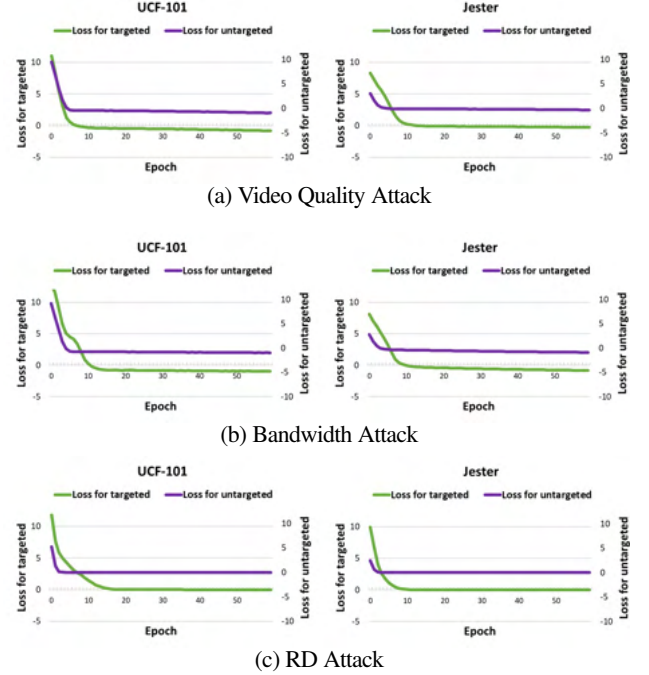 UCF-101
Loss for targeted Loss for untargeted
Loss for targeted
10
5
0
-5
10
5
0
-5
-10
Loss for untargeted
0 10 20 30 40 50
Epoch
Jester
Loss for targeted Loss for untargeted
Loss for targeted
10
5
0
-5
10
5
0
-5
-10
Loss for untargeted
0 10 20 30 40 50
Epoch
(a) Video Quality Attack
UCF-101
Loss for targeted Loss for untargeted
Loss for targeted
10
5
0
-5
10
5
0
-5
-10
Loss for untargeted
0 10 20 30 40 50
Epoch
Jester
Loss for targeted Loss for untargeted
Loss for targeted
10
5
0
-5
10
5
0
-5
-10
Loss for untargeted
0 10 20 30 40 50
Epoch
(b) Bandwidth Attack
UCF-101
Loss for targeted Loss for untargeted
Loss for targeted
10
5
0
-5
10
5
0
-5
-10
Loss for untargeted
0 10 20 30 40 50
Epoch
Jester
Loss for targeted Loss for untargeted
Loss for targeted
10
5
0
-5
10
5
0
-5
-10
Loss for untargeted
0 10 20 30 40 50
Epoch
(c) RD Attack